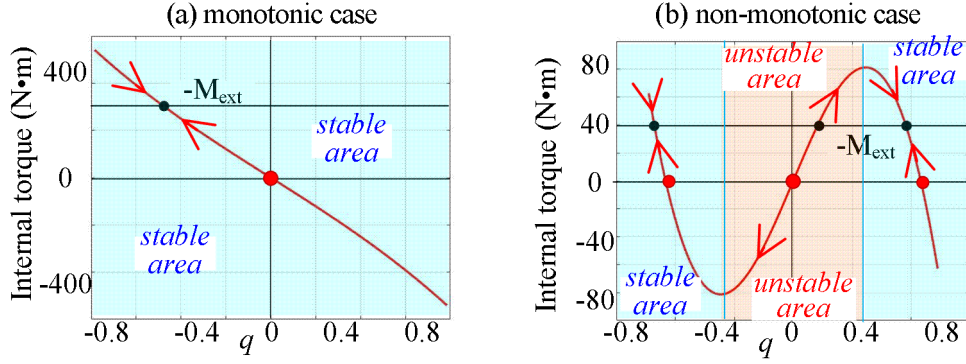 (a) monotonic case
Internal torque (N•m)
400
0
-400
-M_ext
stable
area
stable
area
-0.8
-0.4
0
0.4
0.8
q
(b) non-monotonic case
Internal torque (N•m)
80
40
0
-40
-80
unstable
area
stable
area
-M_ext
stable
area
unstable
area
-0.8
-0.4
0
0.4
0.8
q